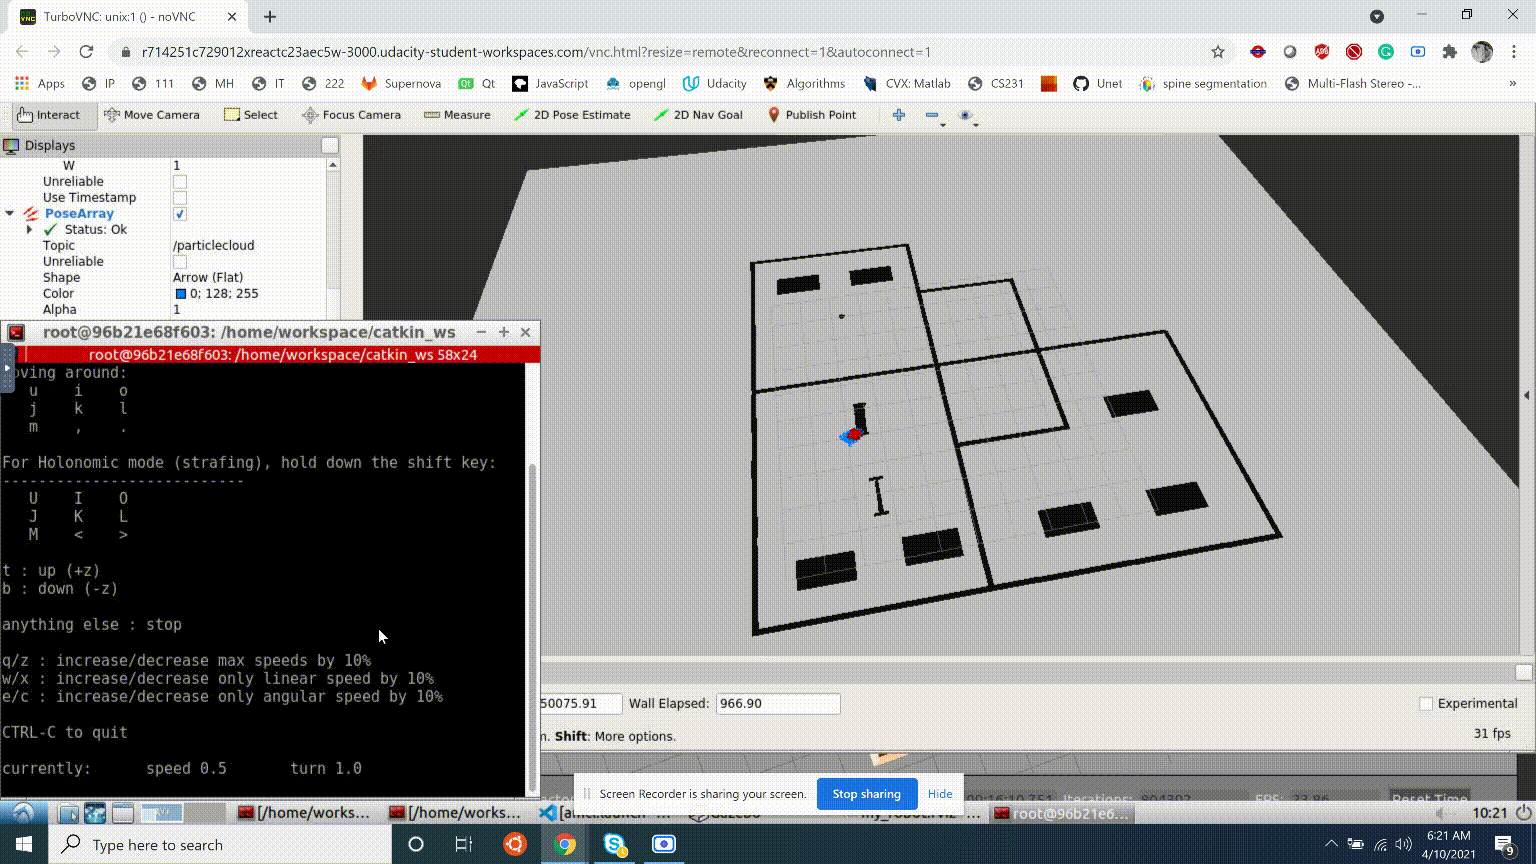 TurboVNC: unix:1 () - noVNC
r714251c729012xreactc23aec5w-3000.udacity-student-workspaces.com/vnc.html?resize=remote&reconnect=1&autoconnect=1
Apps IP 111 MH IT 222 Supernova Qt Qt JavaScript opengl Udacity Algorithms CVX: Matlab CS231 Unet spine segmentation Multi-Flash Stereo -... »
Interact Move Camera Select Focus Camera Measure 2D Pose Estimate 2D Nav Goal Publish Point
Displays
W 1
Unreliable
Use Timestamp
PoseArray
Status: Ok
Topic /particlecloud
Unreliable
Shape Arrow (Flat)
Color 0; 128; 255
Alpha 1
root@96b21e68f603: /home/workspace/catkin_ws
root@96b21e68f603: /home/workspace/catkin_ws 58x24
oving around:
u i o
j k l
m , .
For Holonomic mode (strafing), hold down the shift key:
---------------------------
U I O
J K L
M < >
t : up (+z)
b : down (-z)
anything else : stop
q/z : increase/decrease max speeds by 10%
w/x : increase/decrease only linear speed by 10%
e/c : increase/decrease only angular speed by 10%
CTRL-C to quit
currently: speed 0.5 turn 1.0
50075.91 Wall Elapsed: 966.90 Experimental
Shift: More options. 31 fps
Screen Recorder is sharing your screen. Stop sharing Hide
[/home/works... [/home/works... root@96b21e6... 10:21
Type here to search
6:21 AM
4/10/2021
9